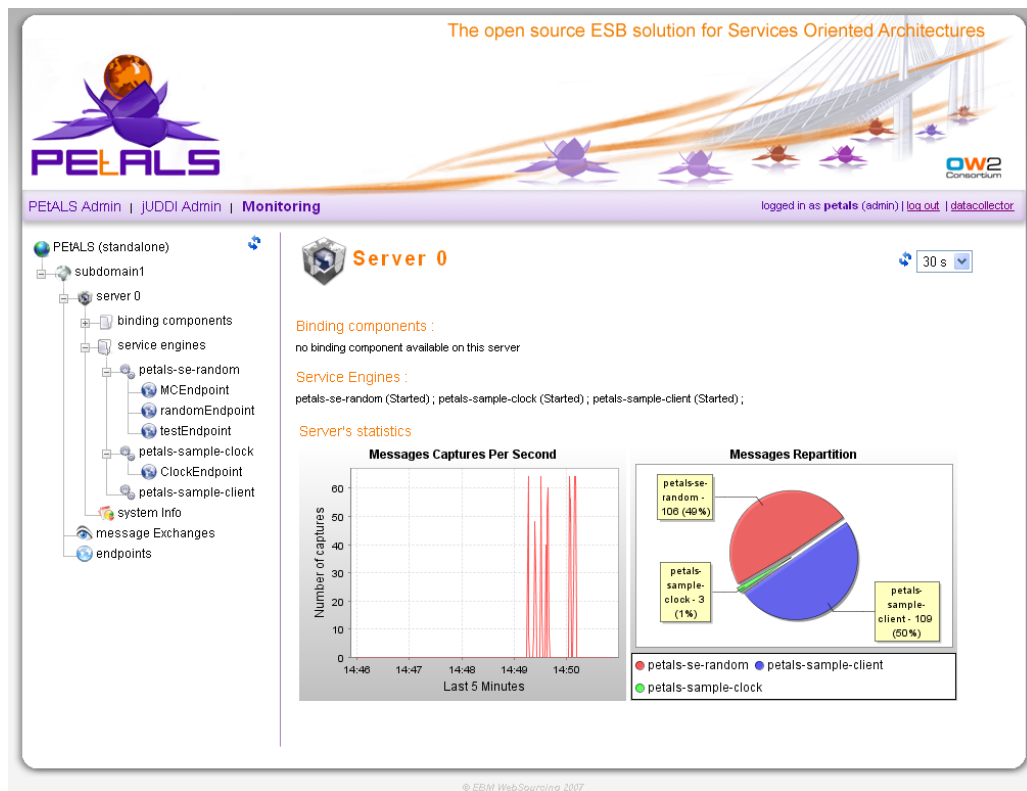 The open source ESB solution for Services Oriented Architectures
PEtALS
OW2
Consortium
PEtALS Admin | jUDDI Admin | Monitoring
logged in as petals (admin) | log out | datacollector
PEtALS (standalone)
subdomain1
server 0
binding components
service engines
petals-se-random
MCEndpoint
randomEndpoint
testEndpoint
petals-sample-clock
ClockEndpoint
petals-sample-client
system Info
message Exchanges
endpoints
Server 0
30 s
Binding components :
no binding component available on this server
Service Engines :
petals-se-random (Started) ; petals-sample-clock (Started) ; petals-sample-client (Started) ;
Server's statistics
Messages Captures Per Second
Number of captures
60
50
40
30
20
10
0
14:46 14:47 14:48 14:49 14:50
Last 5 Minutes
Messages Repartition
petals-se-
random -
106 (49%)
petals-
sample-
clock - 3
(1%)
petals-
sample-
client - 109
(50%)
petals-se-random petals-sample-client
petals-sample-clock
© EBM WebSourcing 2007